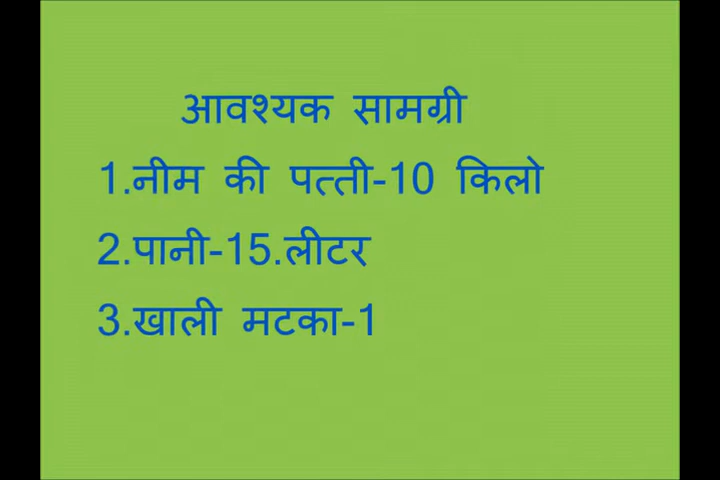 आवश्यक सामग्री
1.नीम की पत्ती-10 किलो
2.पानी-15.लीटर
3.खाली मटका-1